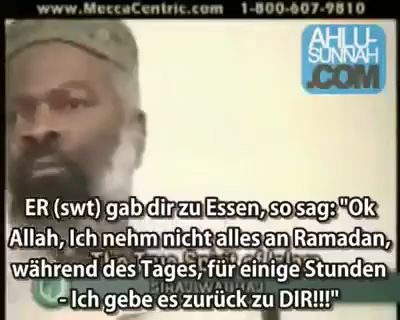 www.MeccaCentric.com 1-800-607-9810
AHLU-
SUNNAH
.COM
ER (swt) gab dir zu Essen, so sag: "Ok
Allah, Ich nehm nicht alles an Ramadan,
während des Tages, für einige Stunden
- Ich gebe es zurück zu DIR!!!"